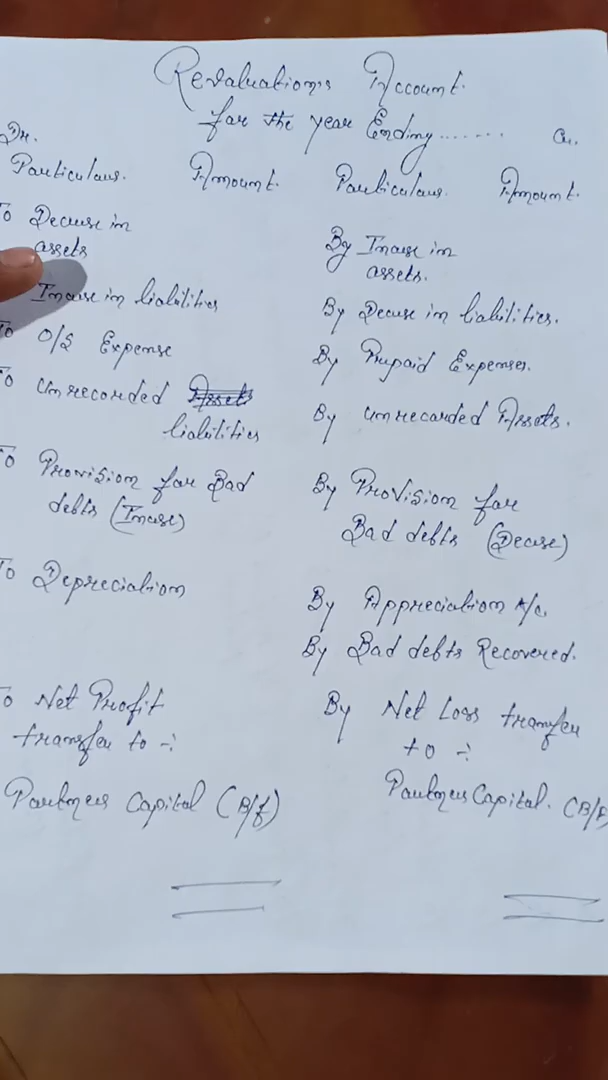 Revaluation's Account.
for the year Ending.......
Dr.
Cr.
Particulars. Amount. Particulars. Amount.
To Decrease in
assets
Increase in liabilities
To O/S Expense
To Unrecorded Assets
liabilities
To Provision for Bad
debts (Increase)
To Depreciation
To Net Profit
transfer to :-
Partners Capital (B/f)
By Increase in
assets.
By Decrease in liabilities.
By Prepaid Expenses.
By Unrecorded Assets.
By Provision for
Bad debts (Decrease)
By Appreciation A/c.
By Bad debts Recovered.
By Net Loss transfer
to :-
Partners Capital. (B/f